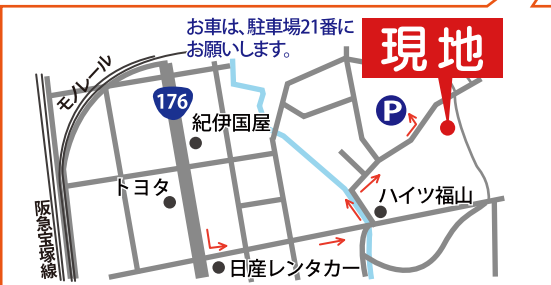 お車は、駐車場21番に
お願いします。
現地
モノレール
176
P
紀伊国屋
トヨタ
ハイツ福山
阪急宝塚線
日産レンタカー